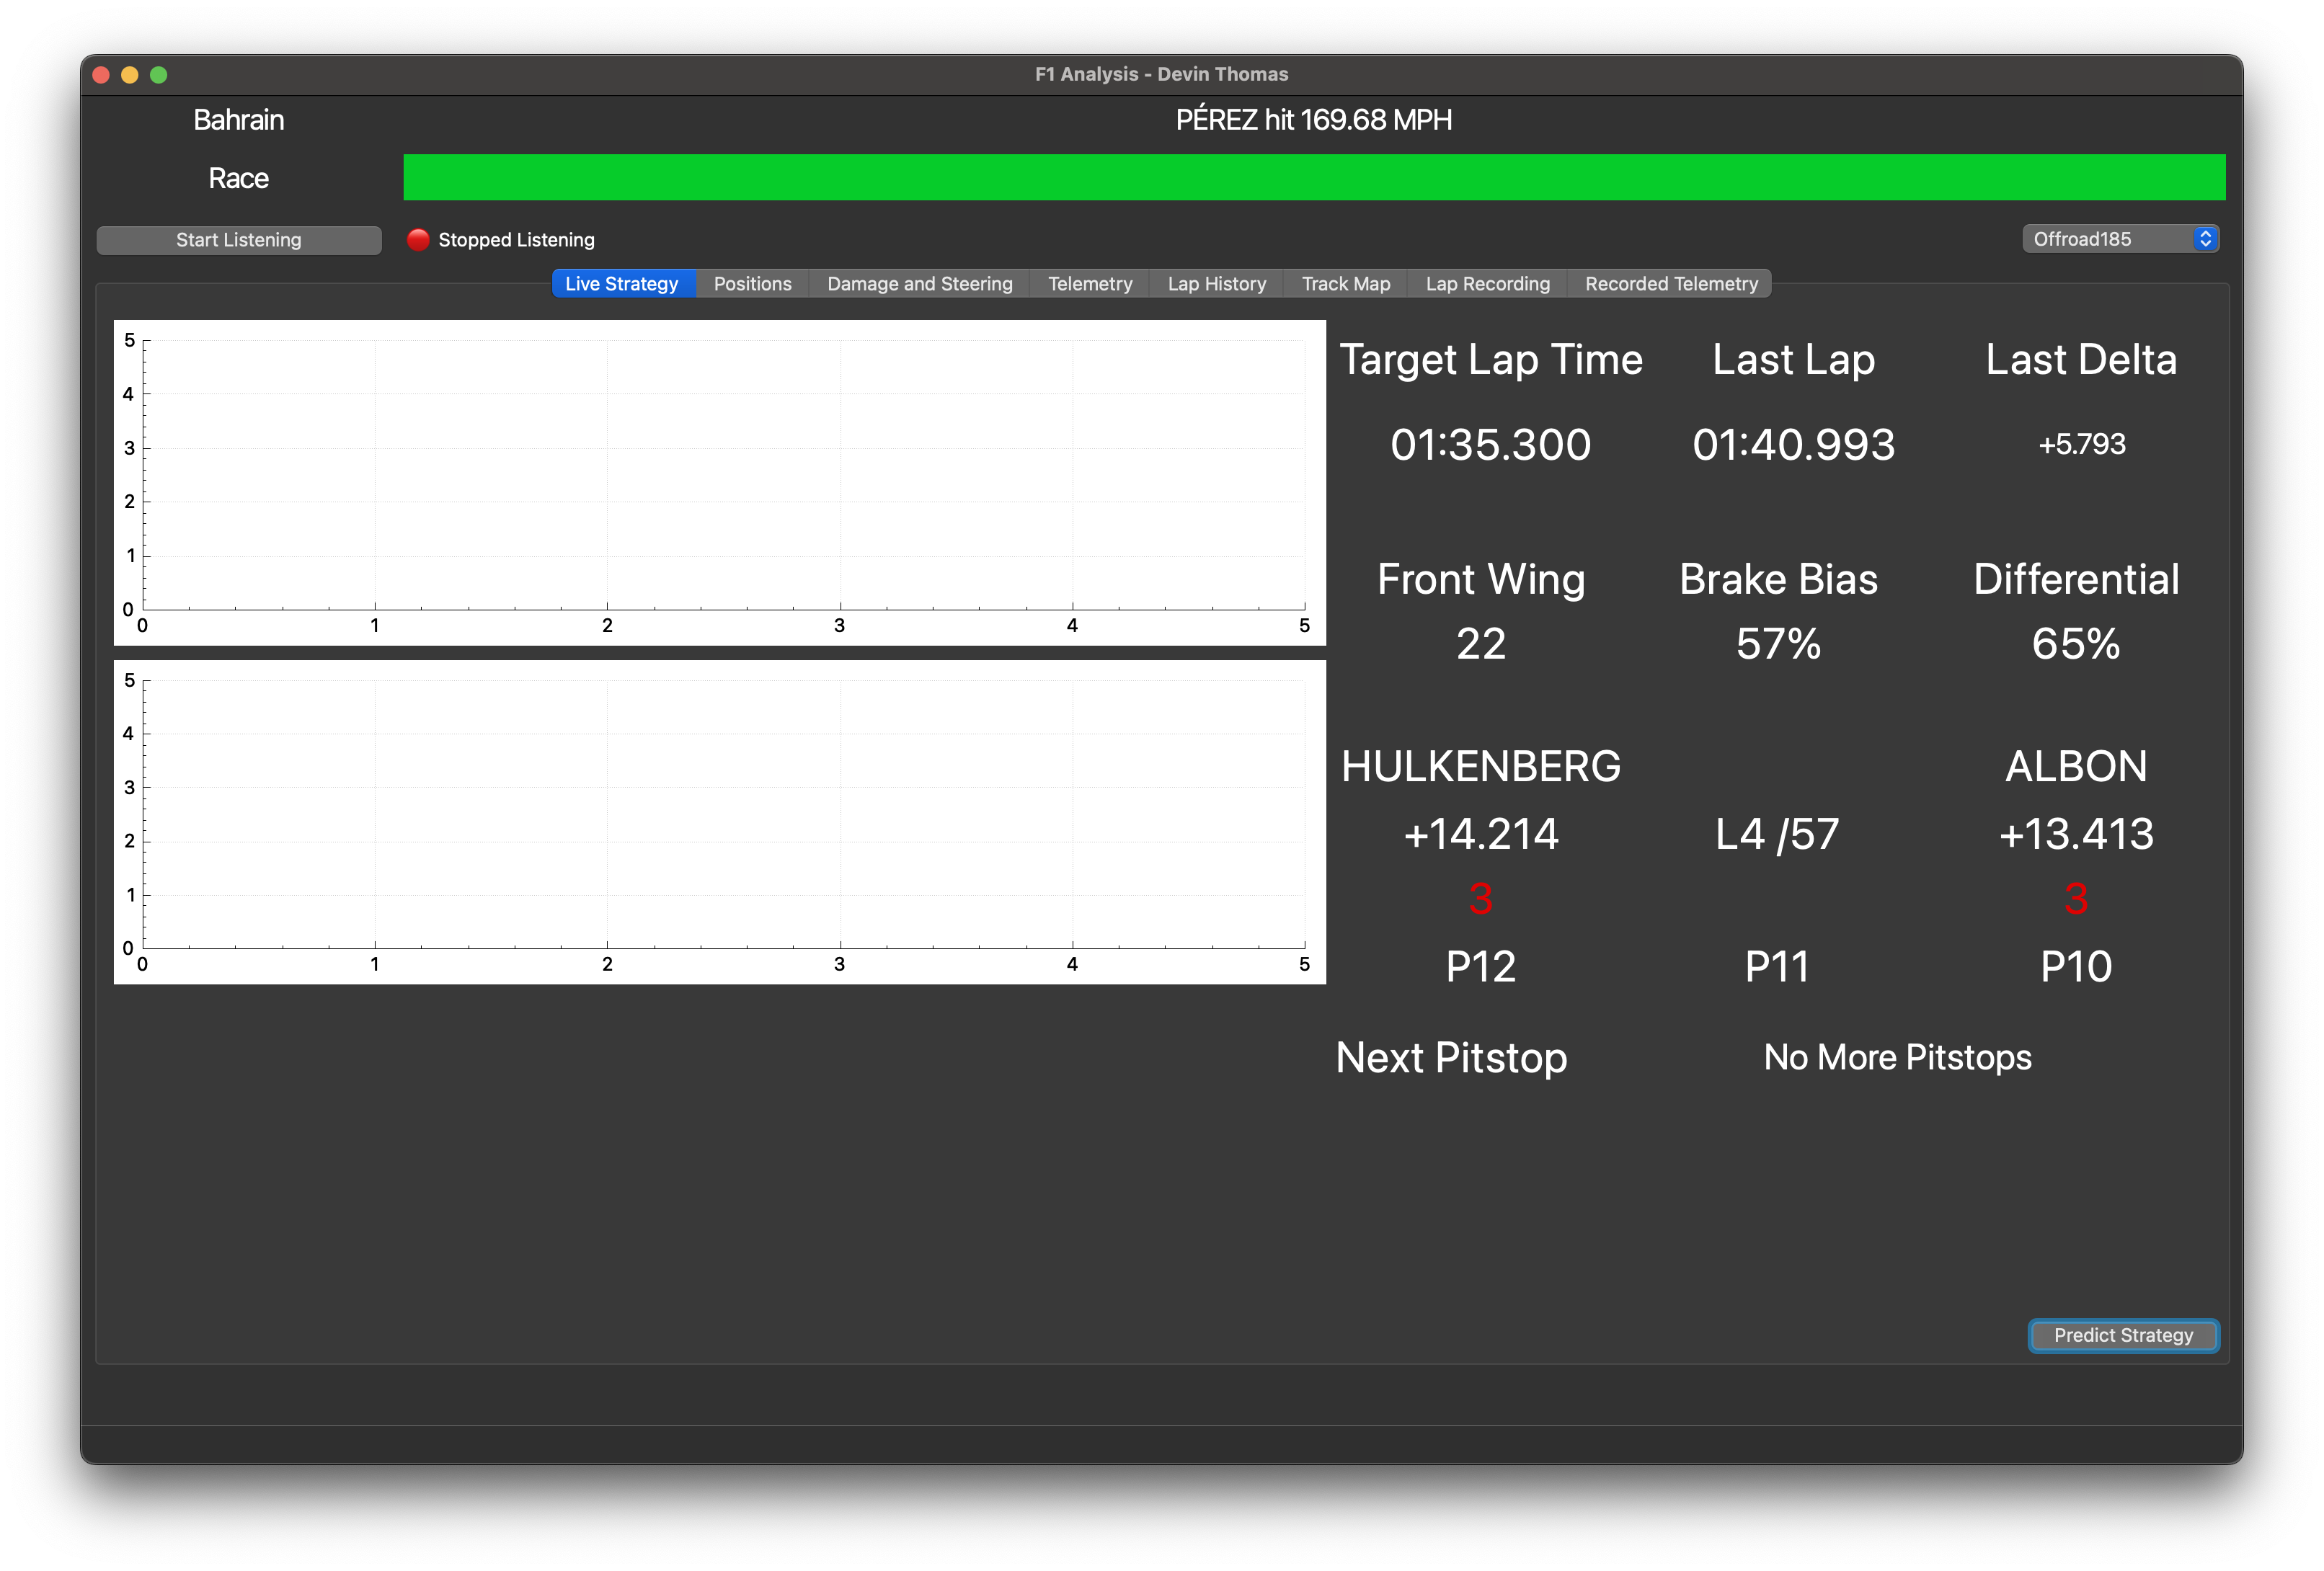 F1 Analysis - Devin Thomas
Bahrain
PÉREZ hit 169.68 MPH
Race
Start Listening
Stopped Listening
Offroad185
Live Strategy Positions Damage and Steering Telemetry Lap History Track Map Lap Recording Recorded Telemetry
5
4
3
2
1
0
0 1 2 3 4 5
5
4
3
2
1
0
0 1 2 3 4 5
Target Lap Time Last Lap Last Delta
01:35.300 01:40.993 +5.793
Front Wing Brake Bias Differential
22 57% 65%
HULKENBERG ALBON
+14.214 L4 /57 +13.413
3 3
P12 P11 P10
Next Pitstop No More Pitstops
Predict Strategy